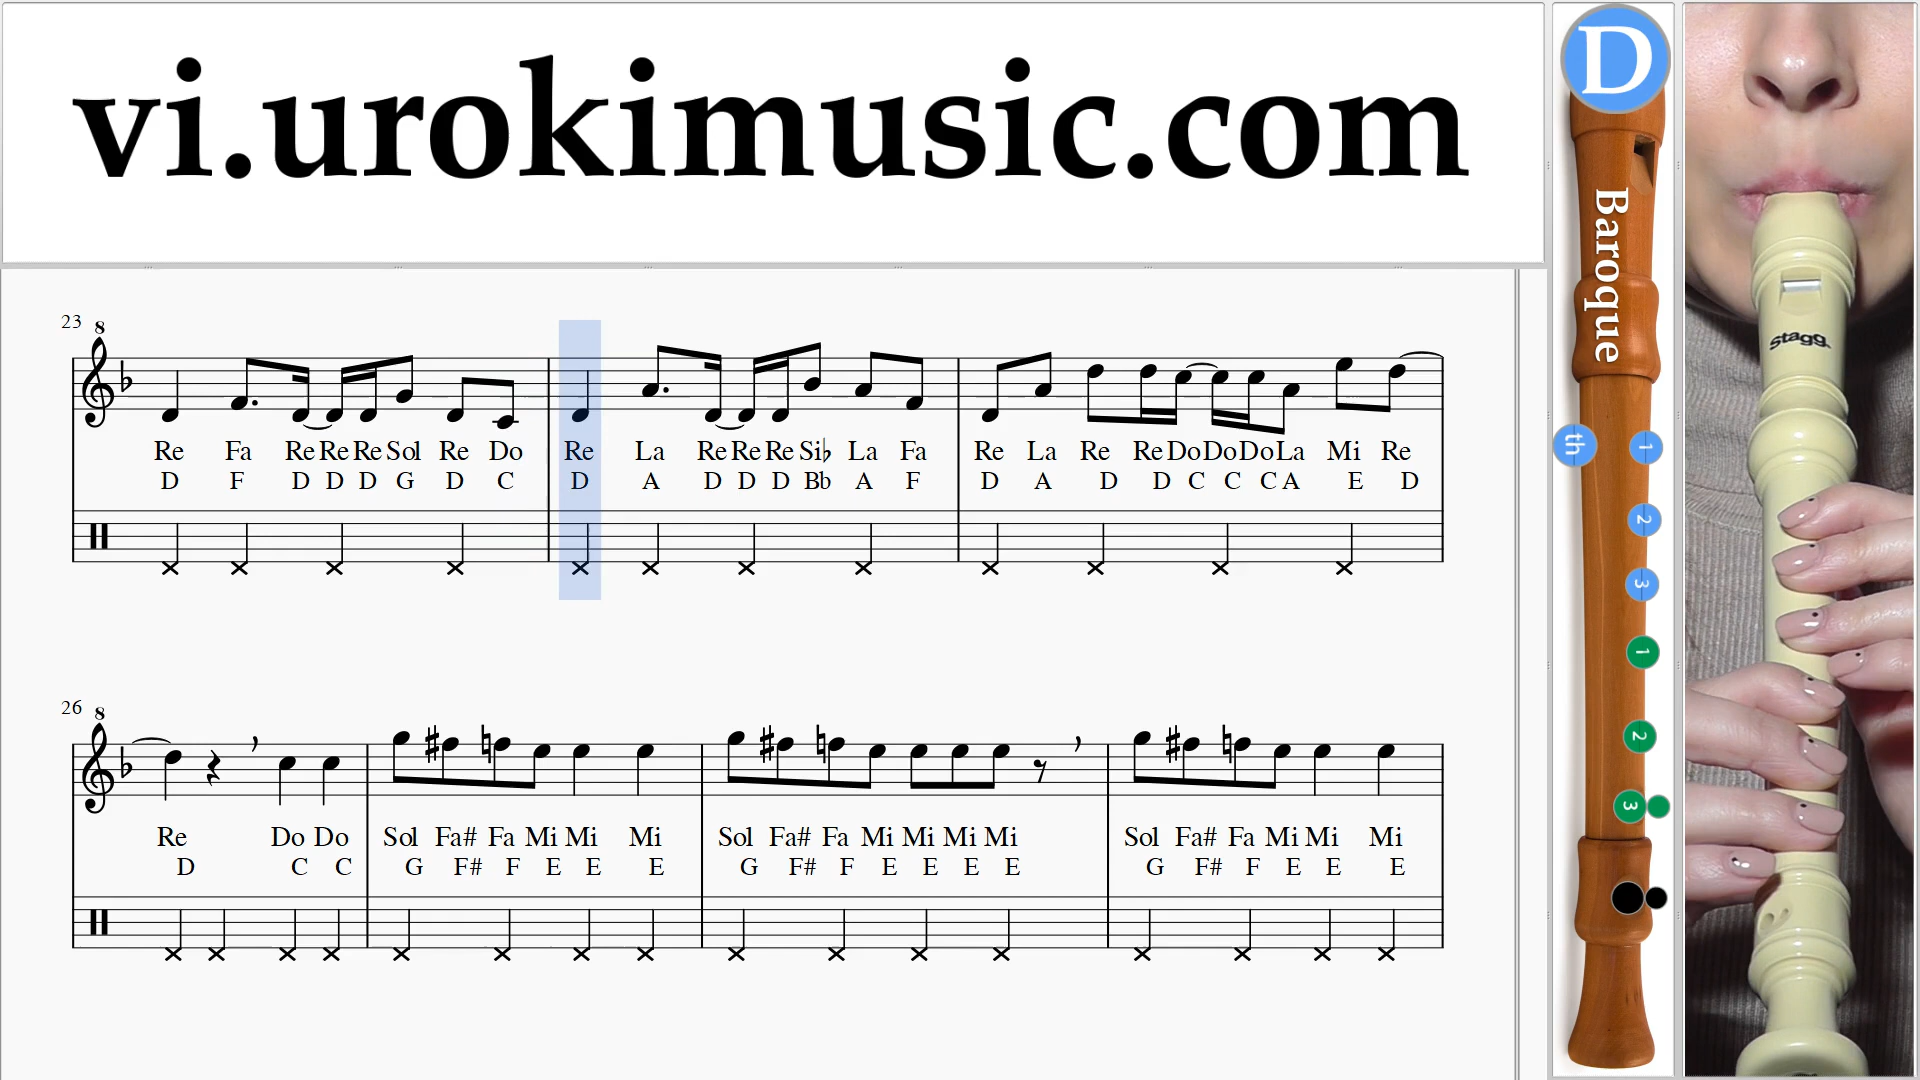 vi.urokimusic.com
23
8
Re Fa Re Re Re Sol Re Do Re La Re Re Re Si♭ La Fa Re La Re Re Do Do Do La Mi Re
D F D D D G D C D A D D D Bb A F D A D D C C C A E D
26
8
Re Do Do Sol Fa# Fa Mi Mi Mi Sol Fa# Fa Mi Mi Mi Mi Sol Fa# Fa Mi Mi Mi
D C C G F# F E E E G F# F E E E E G F# F E E E
D
Baroque
th
1
2
3
1
2
3
Stagg